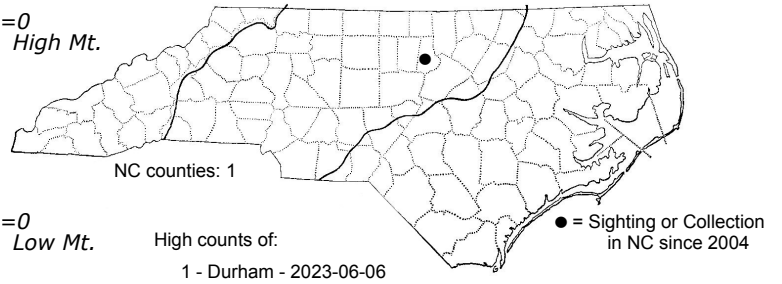 =0
High Mt.
NC counties: 1
=0
Low Mt.
High counts of:
1 - Durham - 2023-06-06
● = Sighting or Collection
in NC since 2004